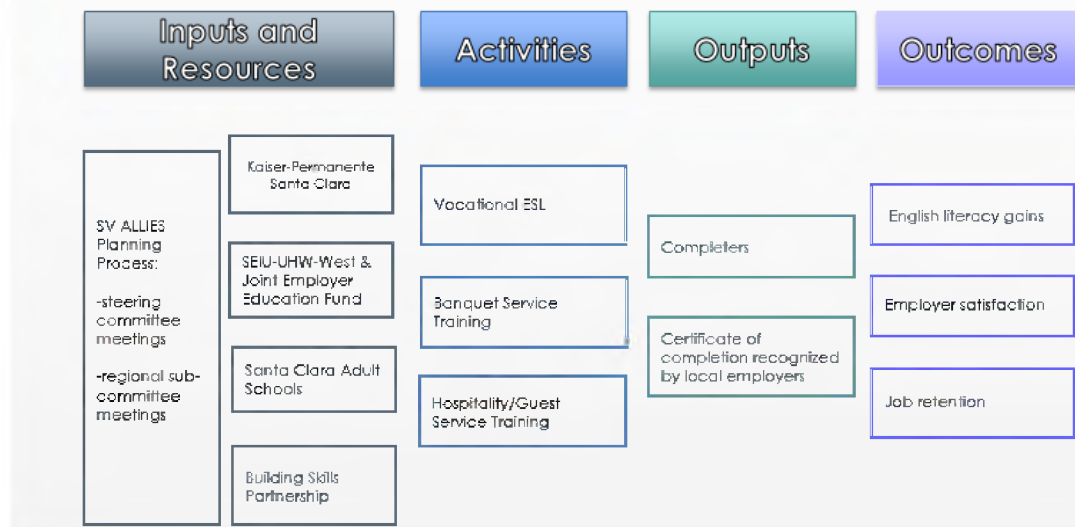 Inputs and
Resources
Activities
Outputs
Outcomes
SV ALLIES
Planning
Process:
-steering
committee
meetings
-regional sub-
committee
meetings
Kaiser-Permanente
Santa Clara
SEIU-UHW-West &
Joint Employer
Education Fund
Santa Clara Adult
Schools
Building Skills
Partnership
Vocational ESL
Banquet Service
Training
Hospitality/Guest
Service Training
Completers
Certificate of
completion recognized
by local employers
English literacy gains
Employer satisfaction
Job retention